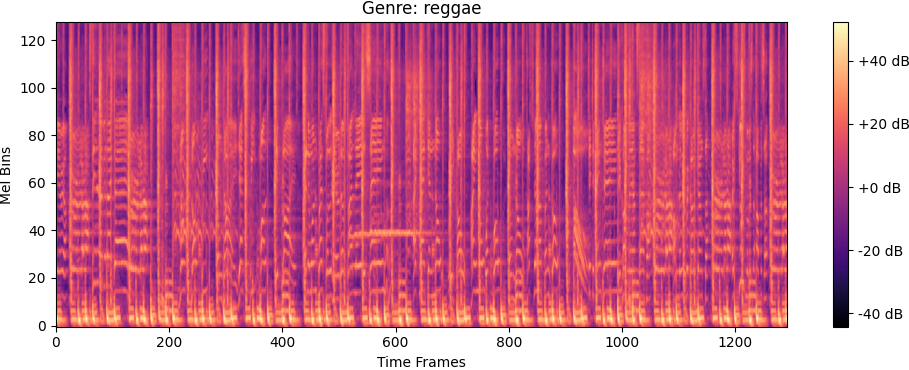 Genre: reggae
120
100
80
60
40
20
0
Mel Bins
0 200 400 600 800 1000 1200
Time Frames
+40 dB
+20 dB
+0 dB
-20 dB
-40 dB